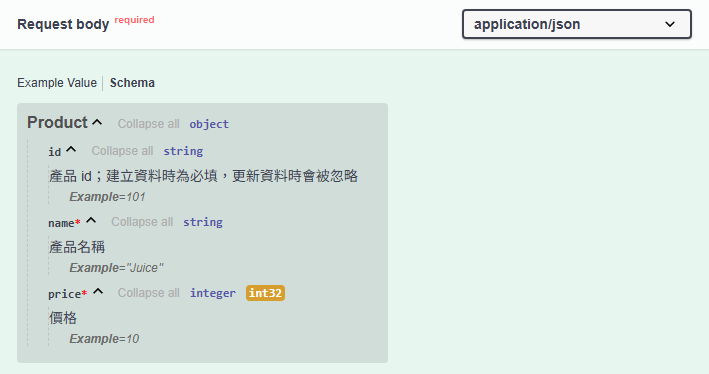 Request body required
application/json
Example Value Schema
Product Collapse all object
id Collapse all string
產品 id；建立資料時為必填，更新資料時會被忽略
Example=101
name* Collapse all string
產品名稱
Example="Juice"
price* Collapse all integer int32
價格
Example=10